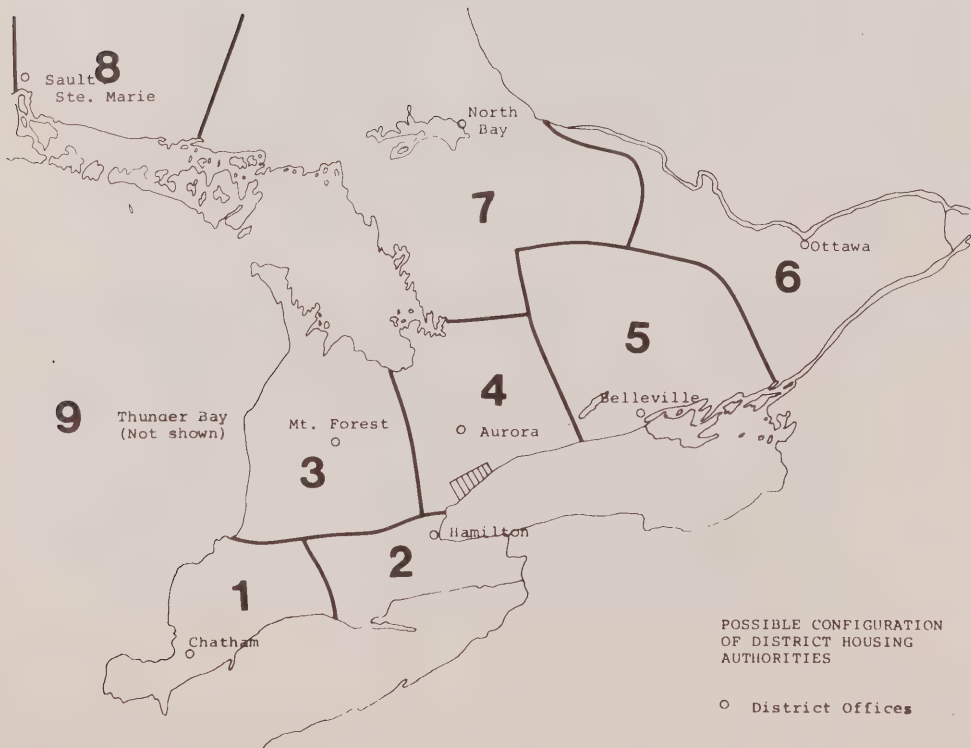 8
Sault
Ste. Marie
North
Bay
7
Ottawa
6
5
Belleville
4
Aurora
9
Thunder Bay
(Not shown)
Mt. Forest
3
Hamilton
2
1
Chatham
POSSIBLE CONFIGURATION
OF DISTRICT HOUSING
AUTHORITIES
District Offices